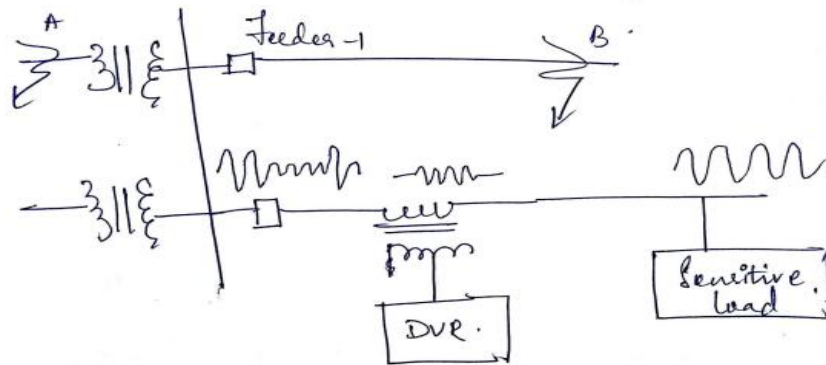 A
Feeder-1
B.
Sensitive.
load
DVR.